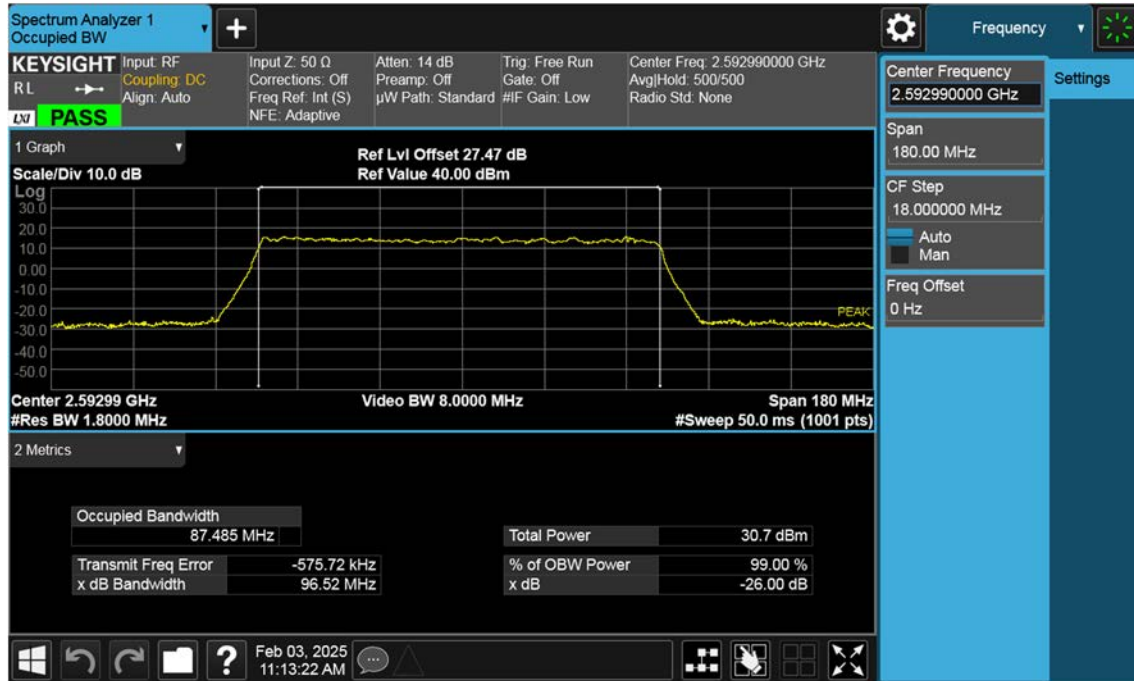 Spectrum Analyzer 1
Occupied BW
+
Frequency
KEYSIGHT
RL
LXI
PASS
Input: RF
Coupling: DC
Align: Auto
Input Z: 50 Ω
Corrections: Off
Freq Ref: Int (S)
NFE: Adaptive
Atten: 14 dB
Preamp: Off
µW Path: Standard
Trig: Free Run
Gate: Off
#IF Gain: Low
Center Freq: 2.592990000 GHz
Avg|Hold: 500/500
Radio Std: None
Center Frequency
2.592990000 GHz
Settings
Span
180.00 MHz
CF Step
18.000000 MHz
Auto
Man
Freq Offset
0 Hz
1 Graph
Scale/Div 10.0 dB
Ref Lvl Offset 27.47 dB
Ref Value 40.00 dBm
Log
30.0
20.0
10.0
0.00
-10.0
-20.0
-30.0
-40.0
-50.0
PEAK
Center 2.59299 GHz
#Res BW 1.8000 MHz
Video BW 8.0000 MHz
Span 180 MHz
#Sweep 50.0 ms (1001 pts)
2 Metrics
Occupied Bandwidth
87.485 MHz
Transmit Freq Error -575.72 kHz
x dB Bandwidth 96.52 MHz
Total Power 30.7 dBm
% of OBW Power 99.00 %
x dB -26.00 dB
?
Feb 03, 2025
11:13:22 AM